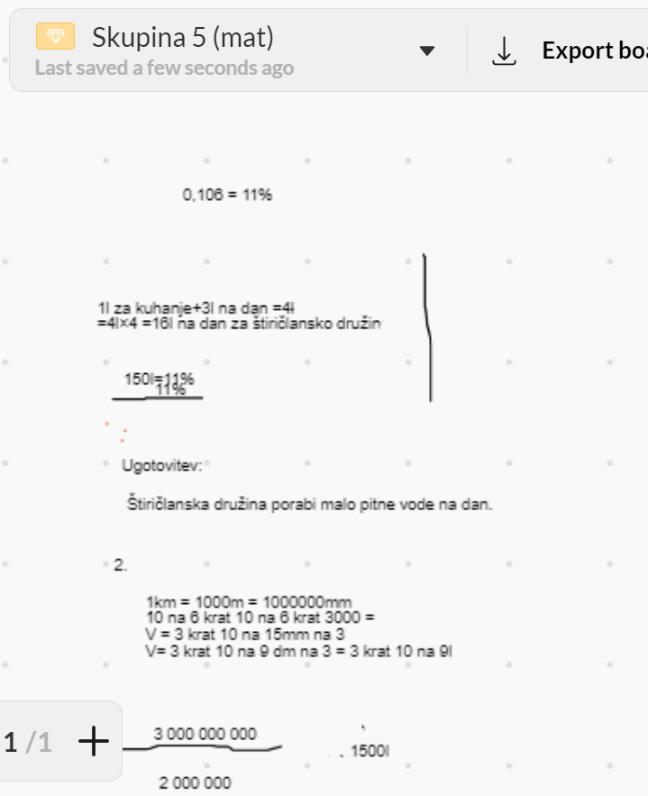 Skupina 5 (mat)
Last saved a few seconds ago
Export boa
0,106 = 11%
1l za kuhanje+3l na dan =4l
=4l×4 =16l na dan za štiričlansko družin
150l=11%
11%
Ugotovitev:
Štiričlanska družina porabi malo pitne vode na dan.
2.
1km = 1000m = 1000000mm
10 na 6 krat 10 na 6 krat 3000 =
V = 3 krat 10 na 15mm na 3
V= 3 krat 10 na 9 dm na 3 = 3 krat 10 na 9l
3 000 000 000
1500l
2 000 000
1 /1